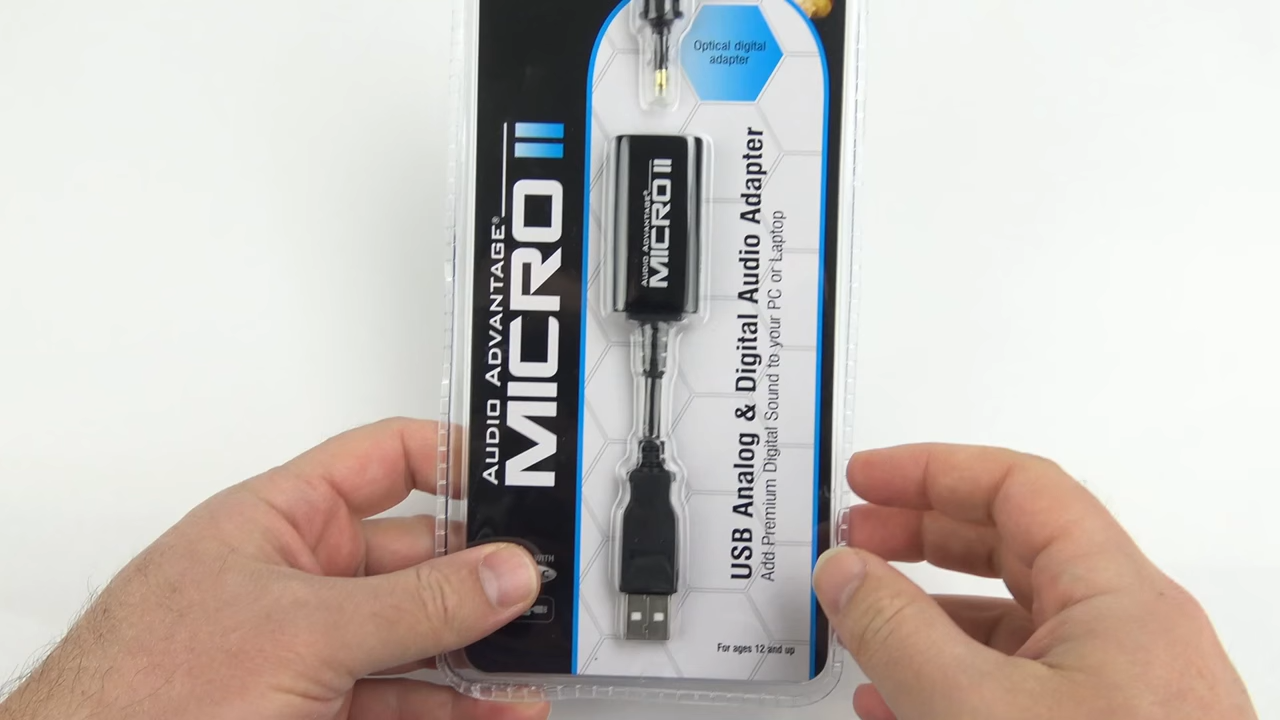 Optical digital
adapter
AUDIO ADVANTAGE®
MICRO II
AUDIO ADVANTAGE®
MICRO II
USB Analog & Digital Audio Adapter
Add Premium Digital Sound to your PC or Laptop
WITH
For ages 12 and up